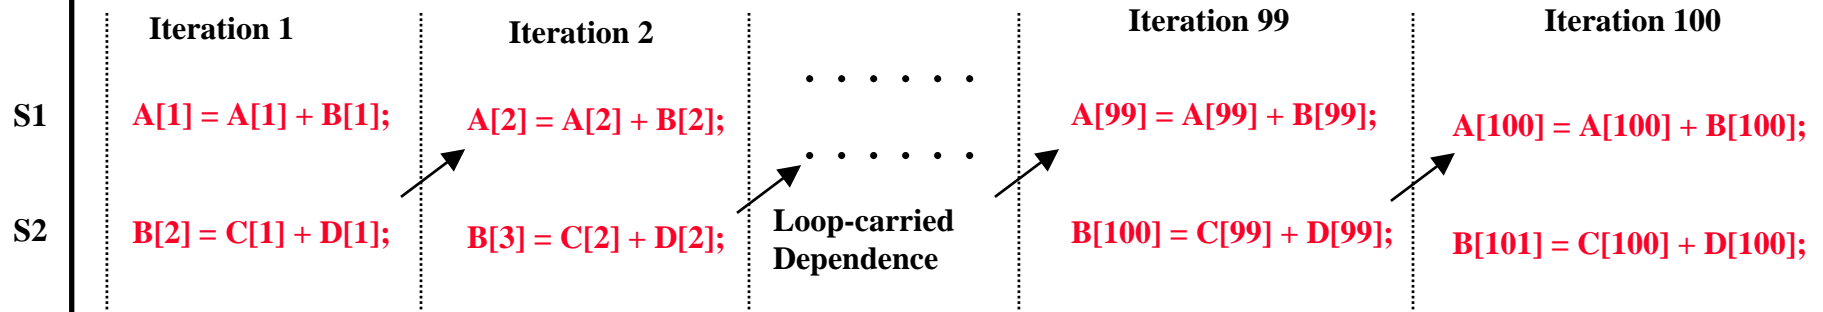 Iteration 1
Iteration 2
Iteration 99
Iteration 100
. . . . . .
S1
A[1] = A[1] + B[1];
A[2] = A[2] + B[2];
A[99] = A[99] + B[99];
A[100] = A[100] + B[100];
. . . . . .
S2
B[2] = C[1] + D[1];
B[3] = C[2] + D[2];
Loop-carried
Dependence
B[100] = C[99] + D[99];
B[101] = C[100] + D[100];